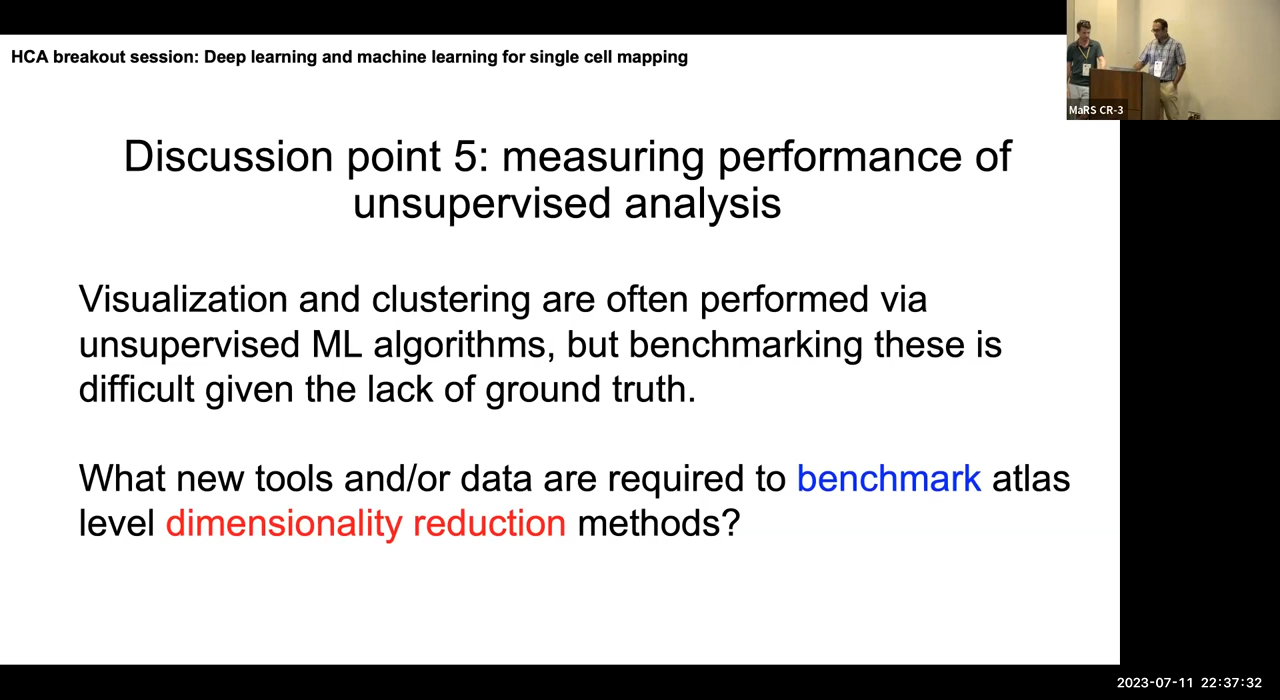 HCA breakout session: Deep learning and machine learning for single cell mapping
MaRS CR-3
Discussion point 5: measuring performance of
unsupervised analysis
Visualization and clustering are often performed via
unsupervised ML algorithms, but benchmarking these is
difficult given the lack of ground truth.
What new tools and/or data are required to benchmark atlas
level dimensionality reduction methods?
2023-07-11 22:37:32